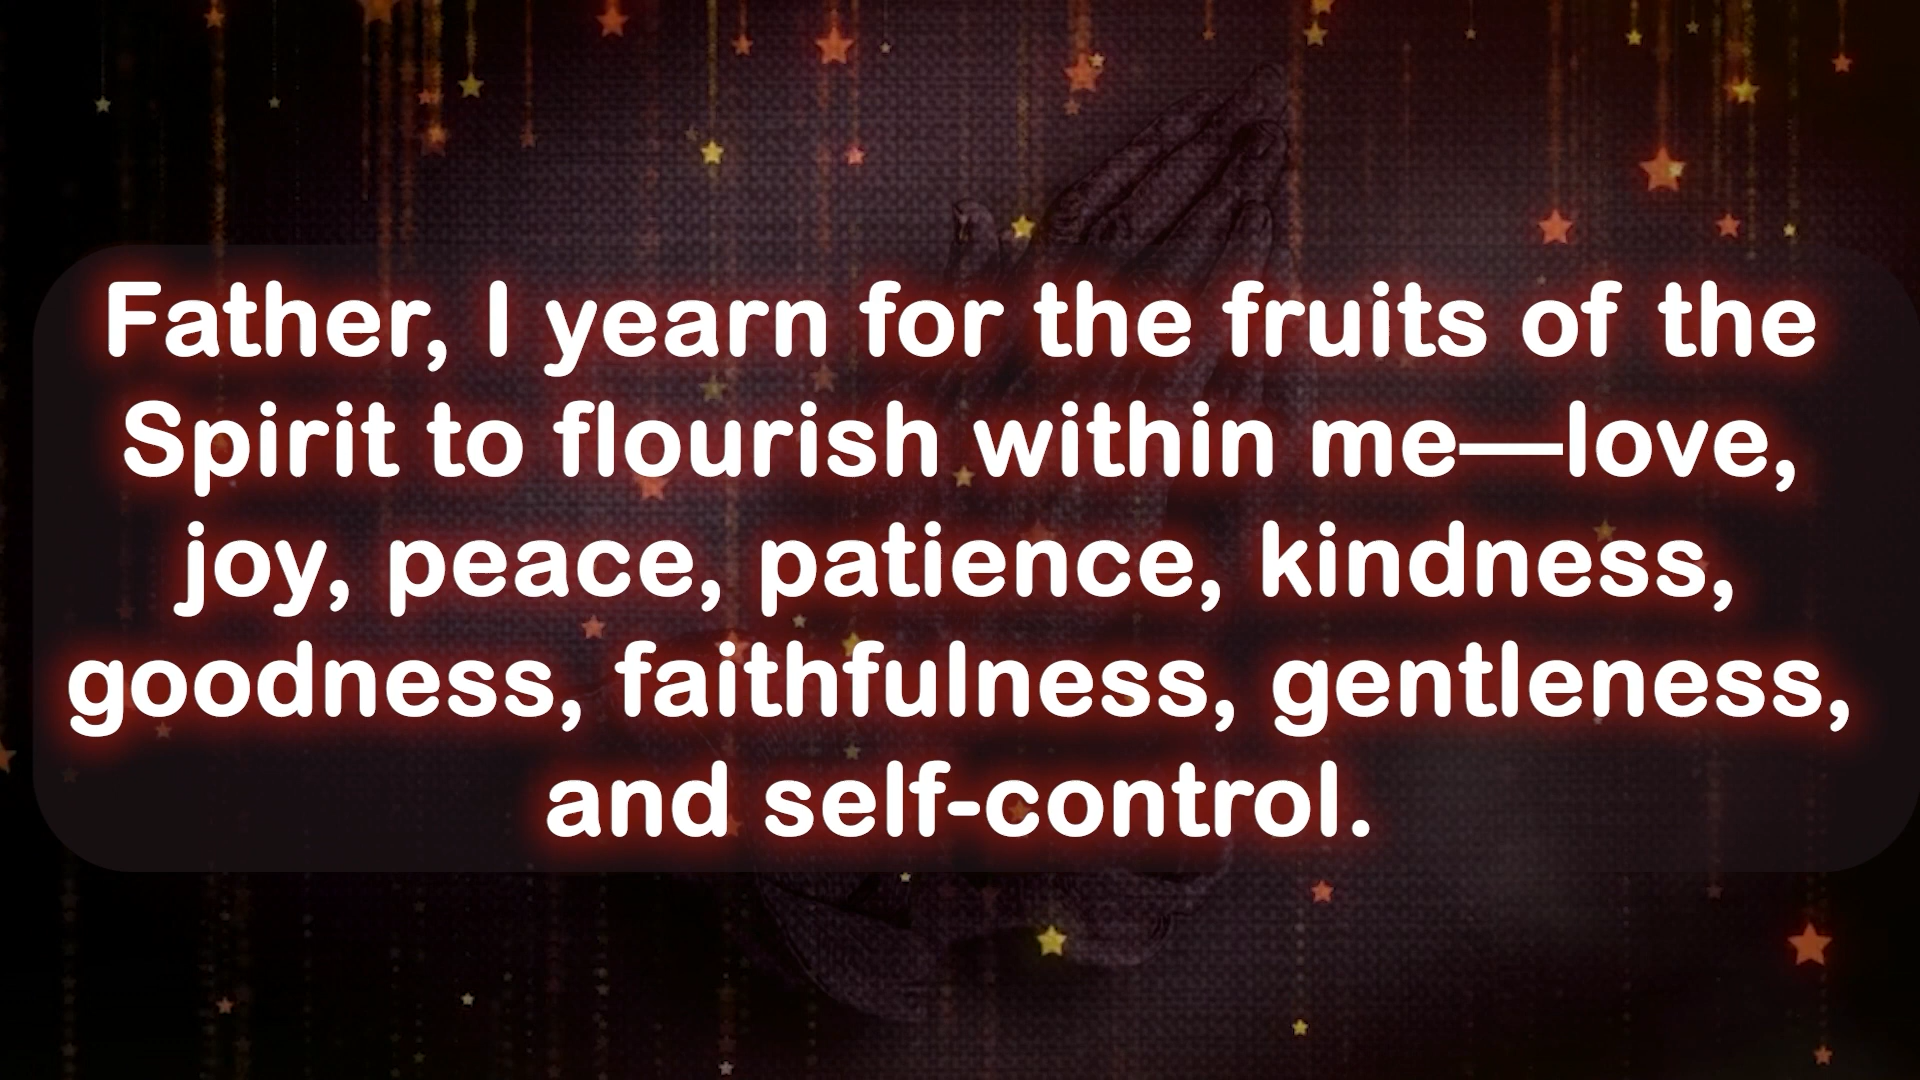 Father, I yearn for the fruits of the
Spirit to flourish within me—love,
joy, peace, patience, kindness,
goodness, faithfulness, gentleness,
and self-control.